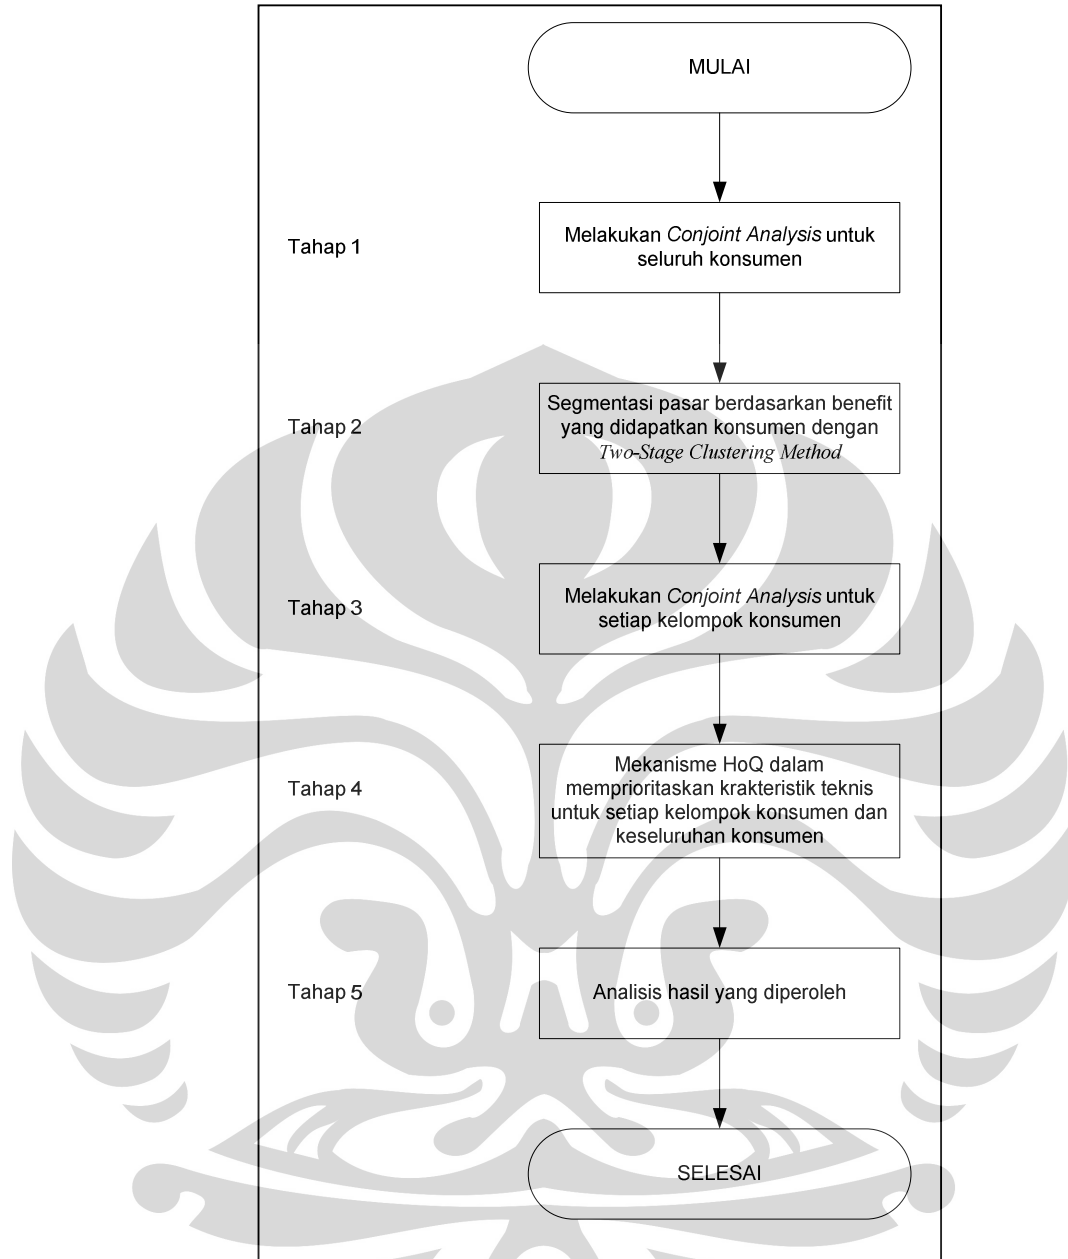 MULAI
Tahap 1
Melakukan Conjoint Analysis untuk
seluruh konsumen
Tahap 2
Segmentasi pasar berdasarkan benefit
yang didapatkan konsumen dengan
Two-Stage Clustering Method
Tahap 3
Melakukan Conjoint Analysis untuk
setiap kelompok konsumen
Tahap 4
Mekanisme HoQ dalam
memprioritaskan krakteristik teknis
untuk setiap kelompok konsumen dan
keseluruhan konsumen
Tahap 5
Analisis hasil yang diperoleh
SELESAI